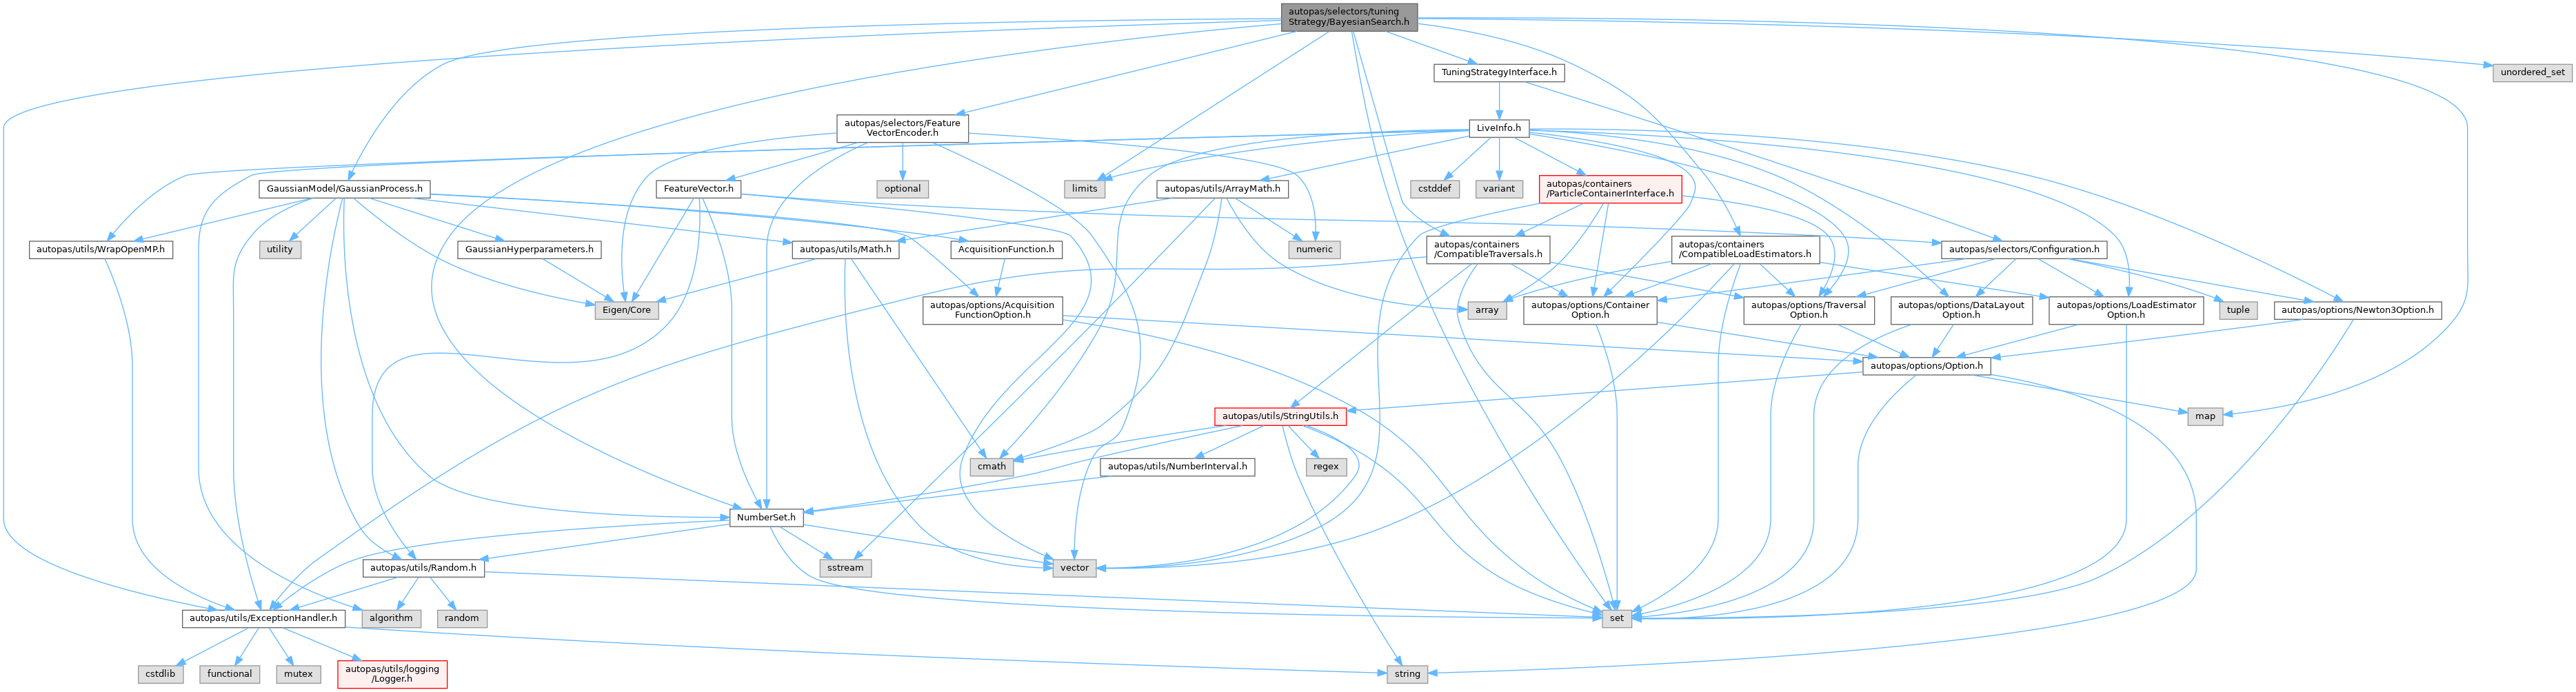 autopas/selectors/tuning
Strategy/BayesianSearch.h
TuningStrategyInterface.h
unordered_set
autopas/selectors/Feature
VectorEncoder.h
LiveInfo.h
GaussianModel/GaussianProcess.h
FeatureVector.h
optional
limits
autopas/utils/ArrayMath.h
cstddef
variant
autopas/containers
/ParticleContainerInterface.h
autopas/utils/WrapOpenMP.h
utility
GaussianHyperparameters.h
autopas/utils/Math.h
AcquisitionFunction.h
numeric
autopas/containers
/CompatibleTraversals.h
autopas/containers
/CompatibleLoadEstimators.h
autopas/selectors/Configuration.h
Eigen/Core
autopas/options/Acquisition
FunctionOption.h
array
autopas/options/Container
Option.h
autopas/options/Traversal
Option.h
autopas/options/DataLayout
Option.h
autopas/options/LoadEstimator
Option.h
tuple
autopas/options/Newton3Option.h
autopas/options/Option.h
autopas/utils/StringUtils.h
map
cmath
autopas/utils/NumberInterval.h
regex
NumberSet.h
autopas/utils/Random.h
sstream
vector
autopas/utils/ExceptionHandler.h
algorithm
random
set
cstdlib
functional
mutex
autopas/utils/logging
/Logger.h
string